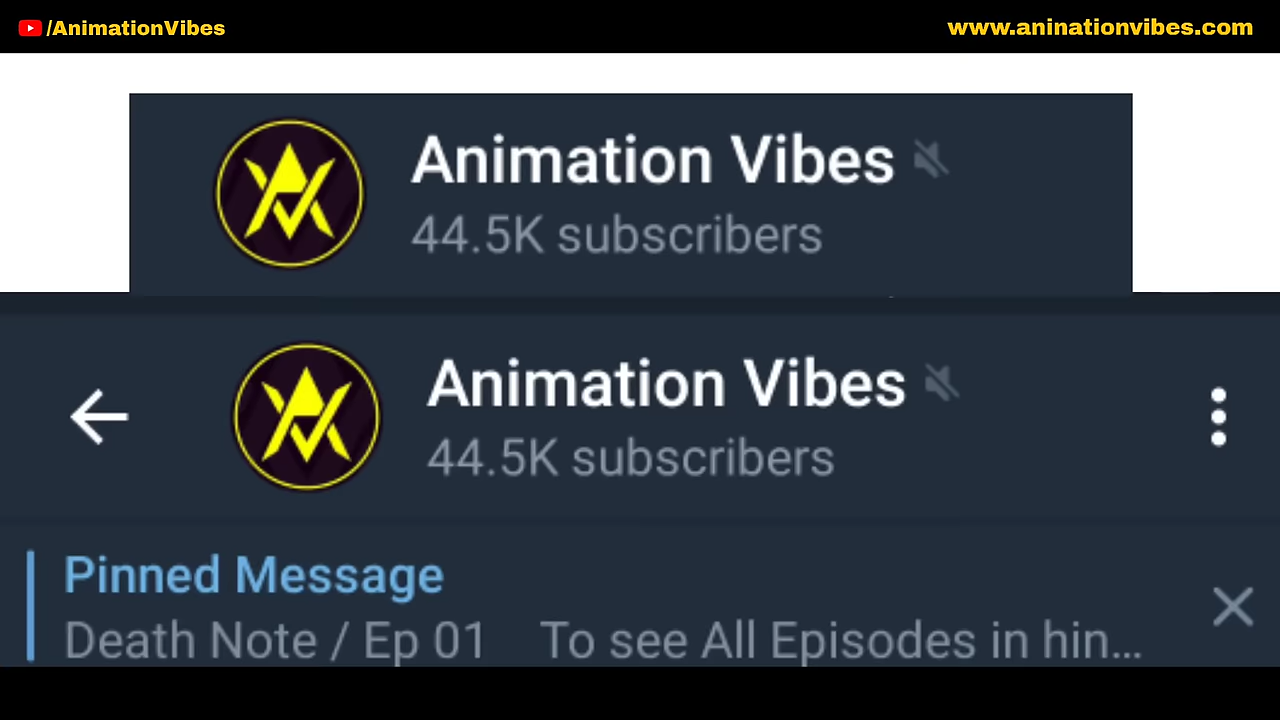 /AnimationVibes
www.aninationvibes.com
Animation Vibes
44.5K subscribers
Animation Vibes
44.5K subscribers
Pinned Message
Death Note / Ep 01 To see All Episodes in hin...